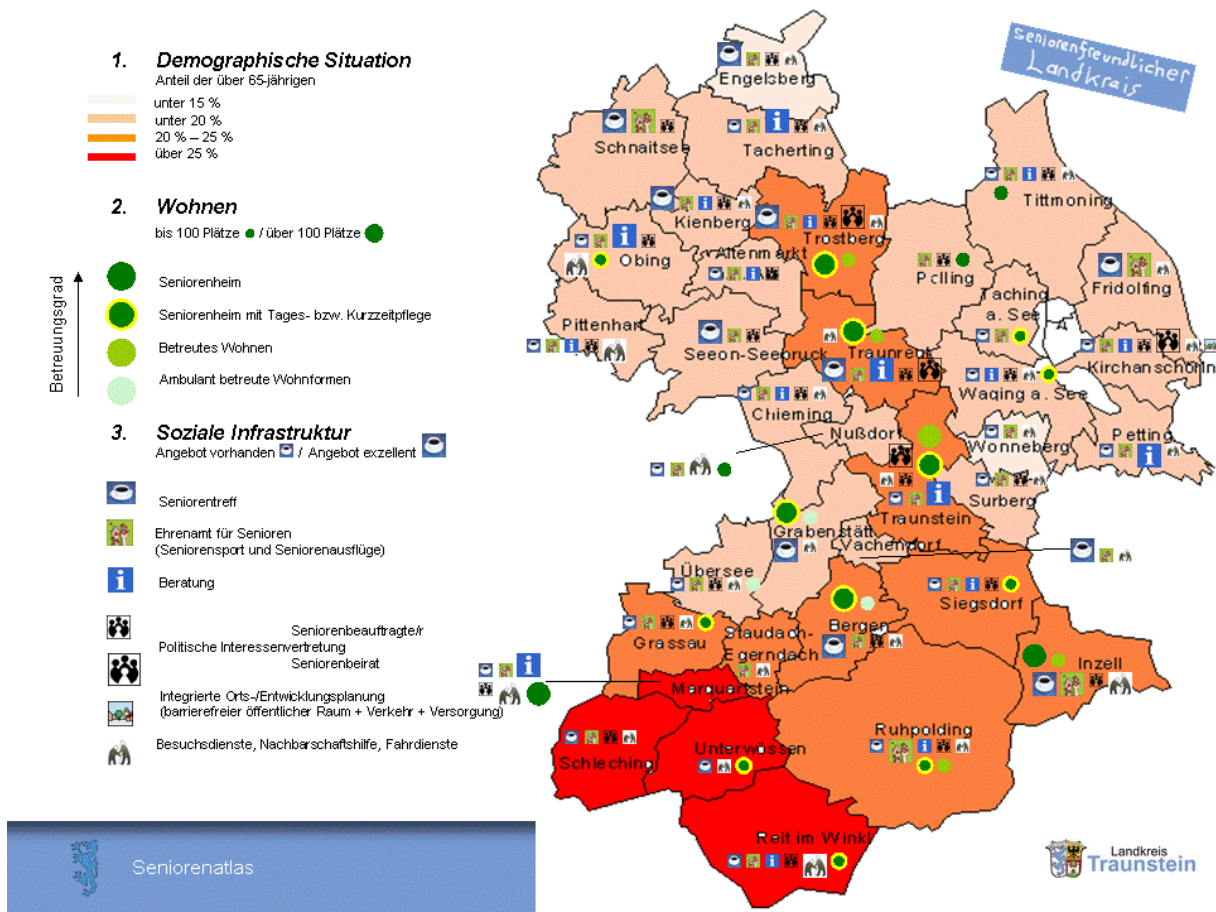 1. Demographische Situation
Anteil der über 65-jährigen
unter 15 %
unter 20 %
20 % – 25 %
über 25 %
2. Wohnen
bis 100 Plätze / über 100 Plätze
Betreuungsgrad
Seniorenheim
Seniorenheim mit Tages- bzw. Kurzzeitpflege
Betreutes Wohnen
Ambulant betreute Wohnformen
3. Soziale Infrastruktur
Angebot vorhanden / Angebot exzellent
Seniorentreff
Ehrenamt für Senioren
(Seniorensport und Seniorenausflüge)
Beratung
Seniorenbeauftragte/r
Politische Interessenvertretung
Seniorenbeirat
Integrierte Orts-/Entwicklungsplanung
(barrierefreier öffentlicher Raum + Verkehr + Versorgung)
Besuchsdienste, Nachbarschaftshilfe, Fahrdienste
Seniorenatlas
seniorenfreundlicher
Landkreis
Engelsberg
Schnaitsee
Tacherting
Tittmoning
Kienberg
Trostberg
Obing
Altenmarkt
Palling
Fridolfing
Taching
a. See
Pittenhart
Seeon-Seebruck
Traunreut
Kirchanschöring
Waging a. See
Chieming
Nußdorf
Wonneberg
Petting
Surberg
Traunstein
Grabenstätt
Vachendorf
Übersee
Siegsdorf
Bergen
Grassau
Staudach-
Egerndach
Inzell
Marquartstein
Ruhpolding
Unterwössen
Schleching
Reit im Winkl
Landkreis
Traunstein